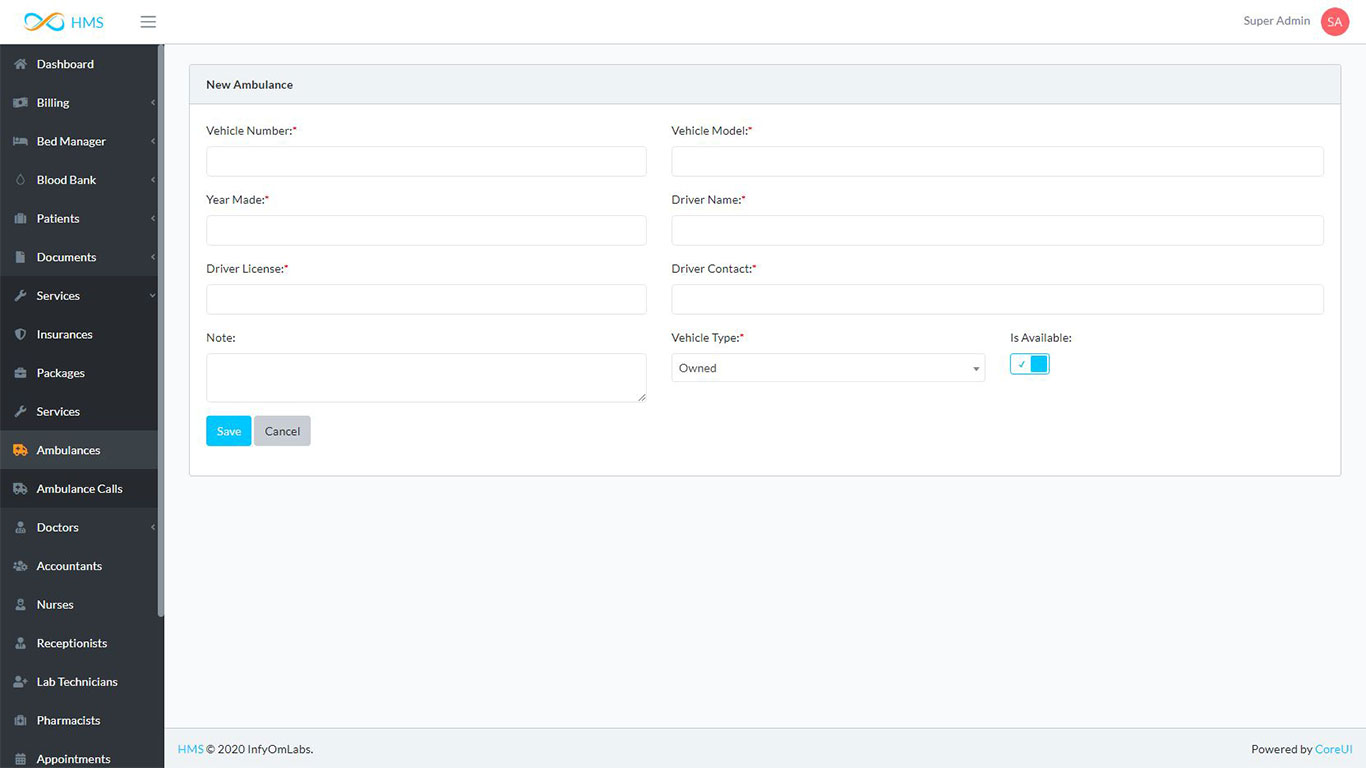 HMS
Super Admin
SA
Dashboard
Billing
Bed Manager
Blood Bank
Patients
Documents
Services
Insurances
Packages
Services
Ambulances
Ambulance Calls
Doctors
Accountants
Nurses
Receptionists
Lab Technicians
Pharmacists
Appointments
New Ambulance
Vehicle Number:*
Vehicle Model:*
Year Made:*
Driver Name:*
Driver License:*
Driver Contact:*
Note:
Vehicle Type:*
Is Available:
Owned
Save
Cancel
HMS © 2020 InfyOmLabs.
Powered by CoreUI